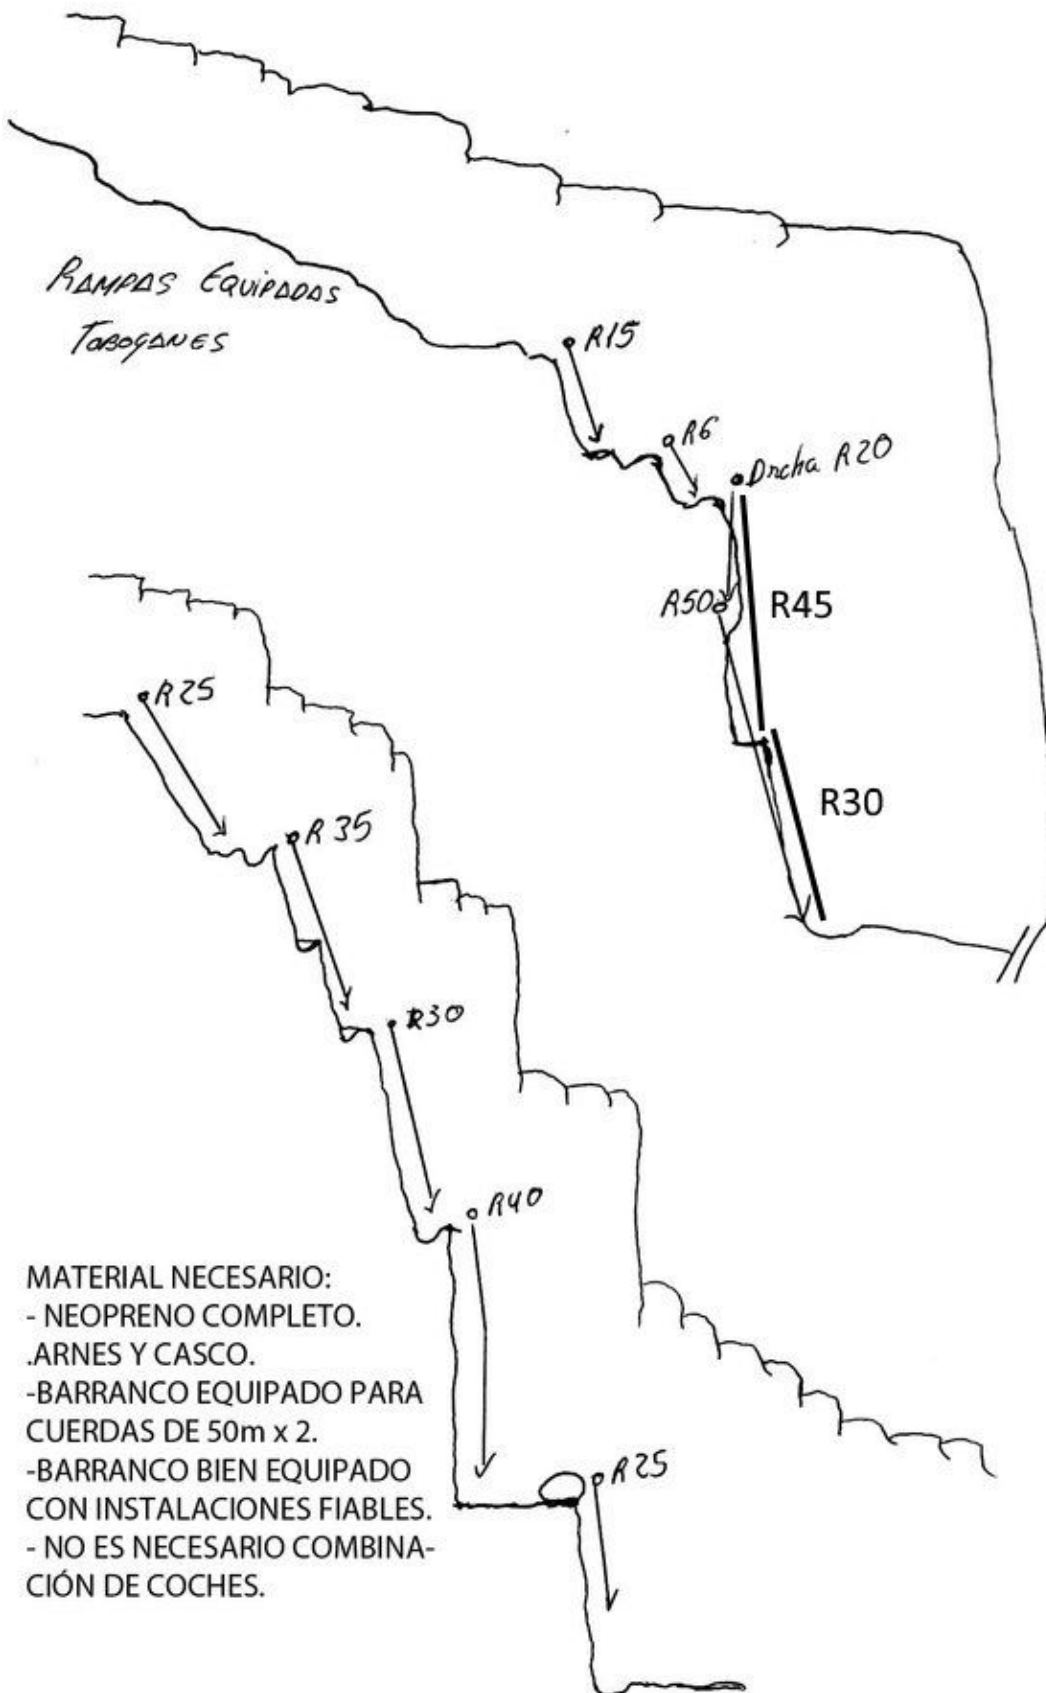 RAMPAS EQUIPADAS
TOBOGANES
R15
R6
Drcha R20
R50
R45
R30
R25
R35
R30
R40
R25
MATERIAL NECESARIO:
- NEOPRENO COMPLETO.
.ARNES Y CASCO.
-BARRANCO EQUIPADO PARA
CUERDAS DE 50m x 2.
-BARRANCO BIEN EQUIPADO
CON INSTALACIONES FIABLES.
- NO ES NECESARIO COMBINA-
CIÓN DE COCHES.